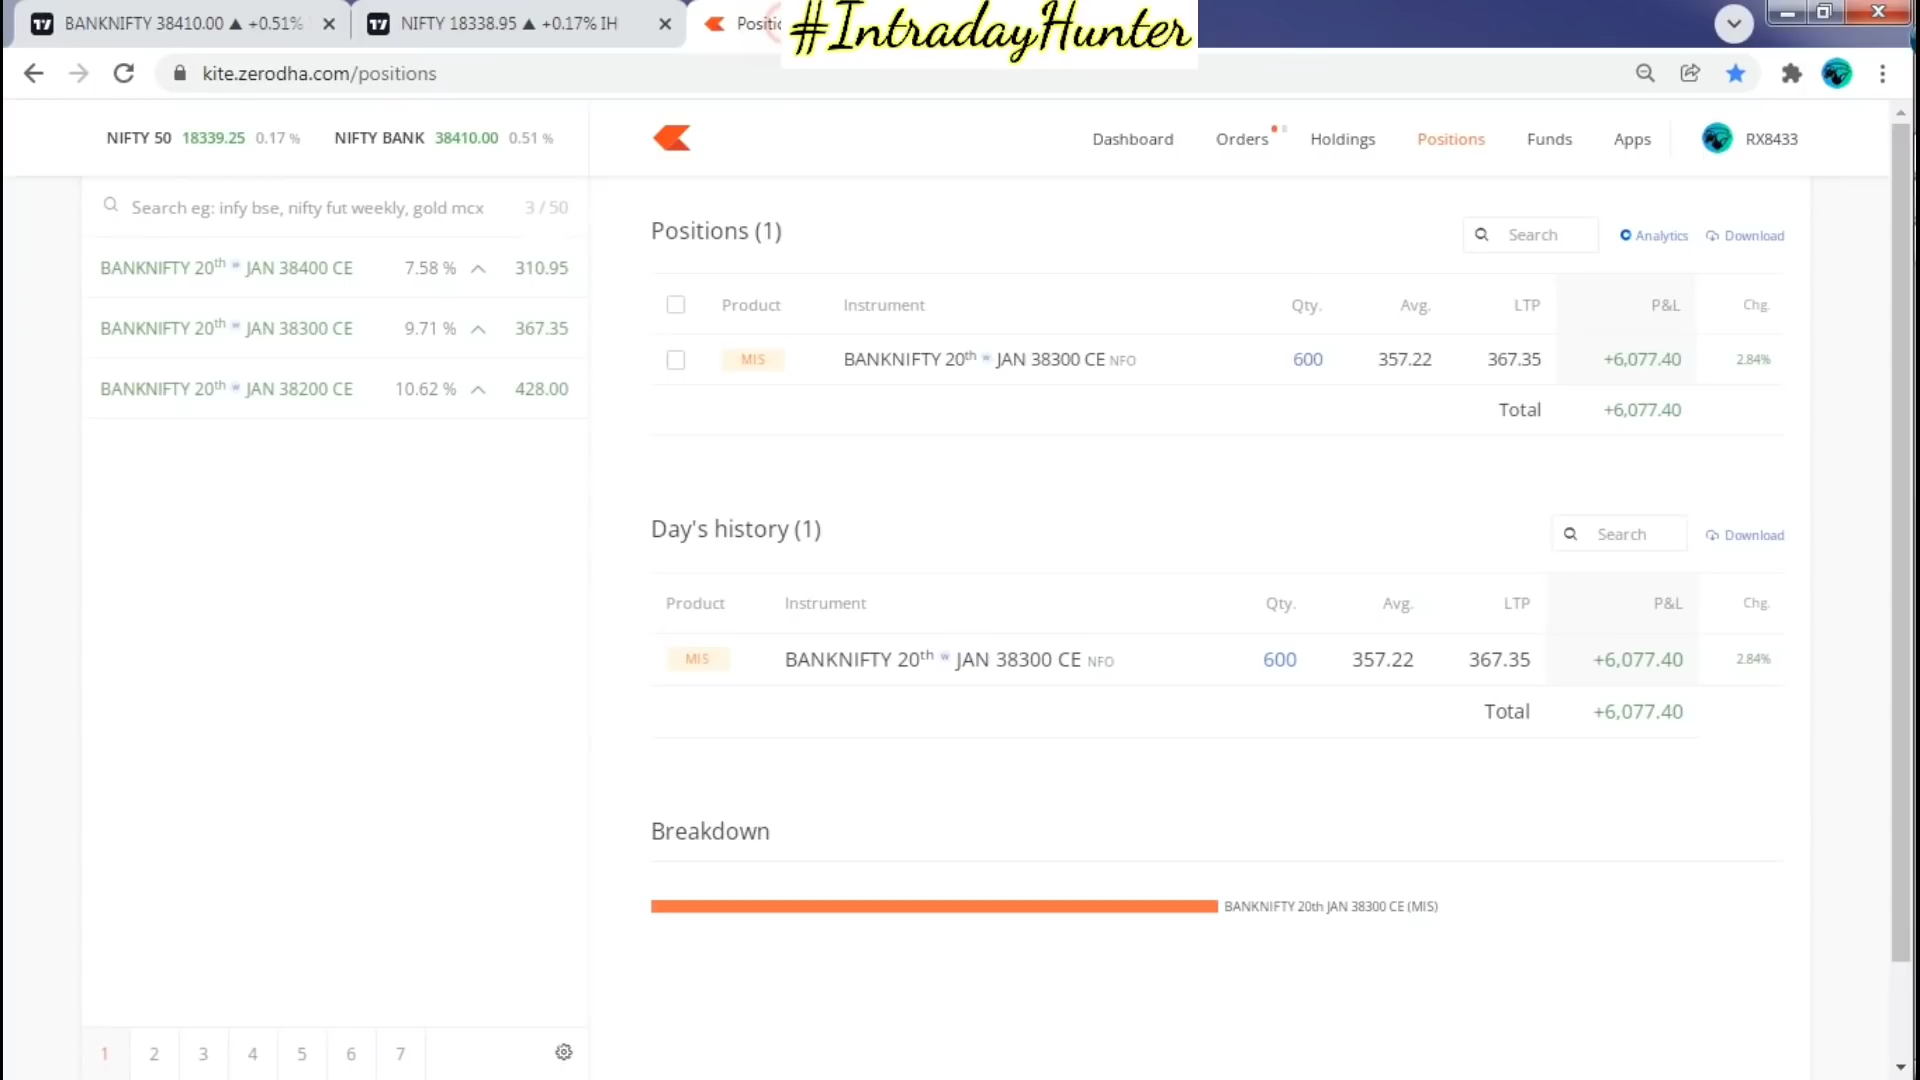 BANKNIFTY 38410.00 ▲ +0.51%
NIFTY 18338.95 ▲ +0.17% IH
#IntradayHunter
kite.zerodha.com/positions
NIFTY 50 18339.25 0.17 % NIFTY BANK 38410.00 0.51 %
Dashboard Orders Holdings Positions Funds Apps RX8433
Search eg: infy bse, nifty fut weekly, gold mcx 3 / 50
BANKNIFTY 20th w JAN 38400 CE 7.58 % 310.95
BANKNIFTY 20th w JAN 38300 CE 9.71 % 367.35
BANKNIFTY 20th w JAN 38200 CE 10.62 % 428.00
1 2 3 4 5 6 7
Positions (1) Search Analytics Download
Product Instrument Qty. Avg. LTP P&L Chg.
MIS BANKNIFTY 20th w JAN 38300 CE NFO 600 357.22 367.35 +6,077.40 2.84%
Total +6,077.40
Day's history (1) Search Download
Product Instrument Qty. Avg. LTP P&L Chg.
MIS BANKNIFTY 20th w JAN 38300 CE NFO 600 357.22 367.35 +6,077.40 2.84%
Total +6,077.40
Breakdown
BANKNIFTY 20th JAN 38300 CE (MIS)